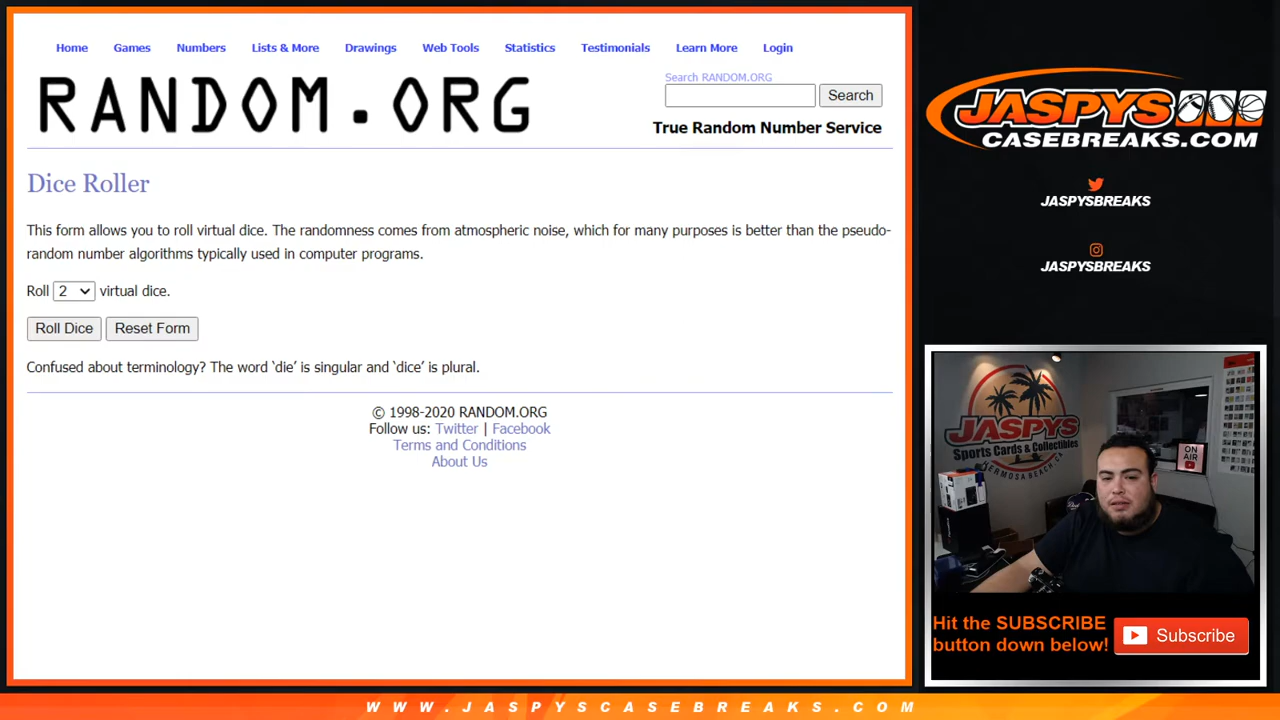 Home Games Numbers Lists & More Drawings Web Tools Statistics Testimonials Learn More Login
RANDOM.ORG
Search RANDOM.ORG
Search
True Random Number Service
Dice Roller
This form allows you to roll virtual dice. The randomness comes from atmospheric noise, which for many purposes is better than the pseudo-
random number algorithms typically used in computer programs.
Roll 2 virtual dice.
Roll Dice Reset Form
Confused about terminology? The word ‘die’ is singular and ‘dice’ is plural.
© 1998-2020 RANDOM.ORG
Follow us: Twitter | Facebook
Terms and Conditions
About Us
JASPYS
CASEBREAKS.COM
JASPYSBREAKS
JASPYSBREAKS
JASPYS
Sports Cards & Collectibles
HERMOSA BEACH, CA
ON
AIR
Hit the SUBSCRIBE
button down below!
Subscribe
WWW.JASPYSCASEBREAKS.COM